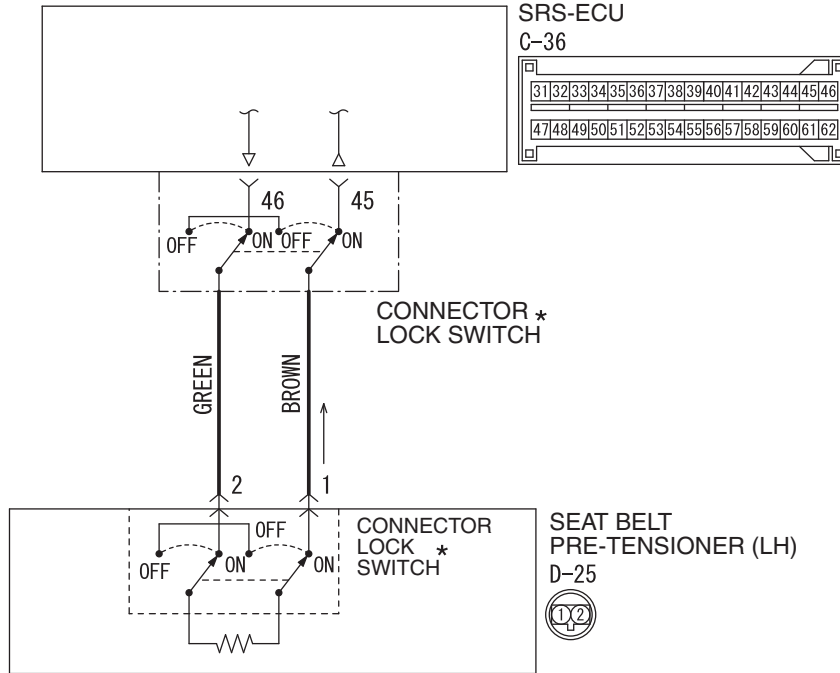 SRS-ECU
C-36
31 32 33 34 35 36 37 38 39 40 41 42 43 44 45 46
47 48 49 50 51 52 53 54 55 56 57 58 59 60 61 62
46 45
OFF ON OFF ON
CONNECTOR *
LOCK SWITCH
GREEN
BROWN
2 1
CONNECTOR
LOCK *
SWITCH
OFF
OFF ON ON
SEAT BELT
PRE-TENSIONER (LH)
D-25
1 2